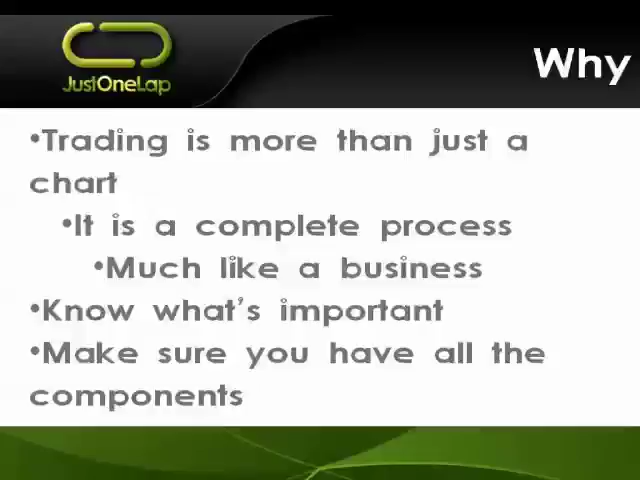 JustOneLap
Why
•Trading is more than just a
chart
•It is a complete process
•Much like a business
•Know what's important
•Make sure you have all the
components